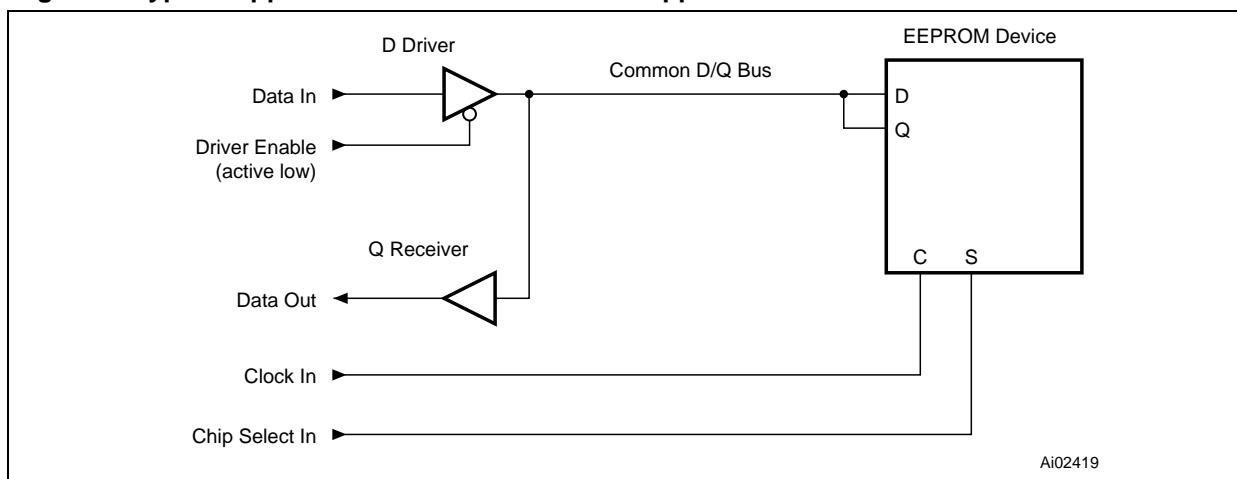 D Driver
EEPROM Device
Common D/Q Bus
Data In
D
Q
Driver Enable
(active low)
Q Receiver
C S
Data Out
Clock In
Chip Select In
Ai02419